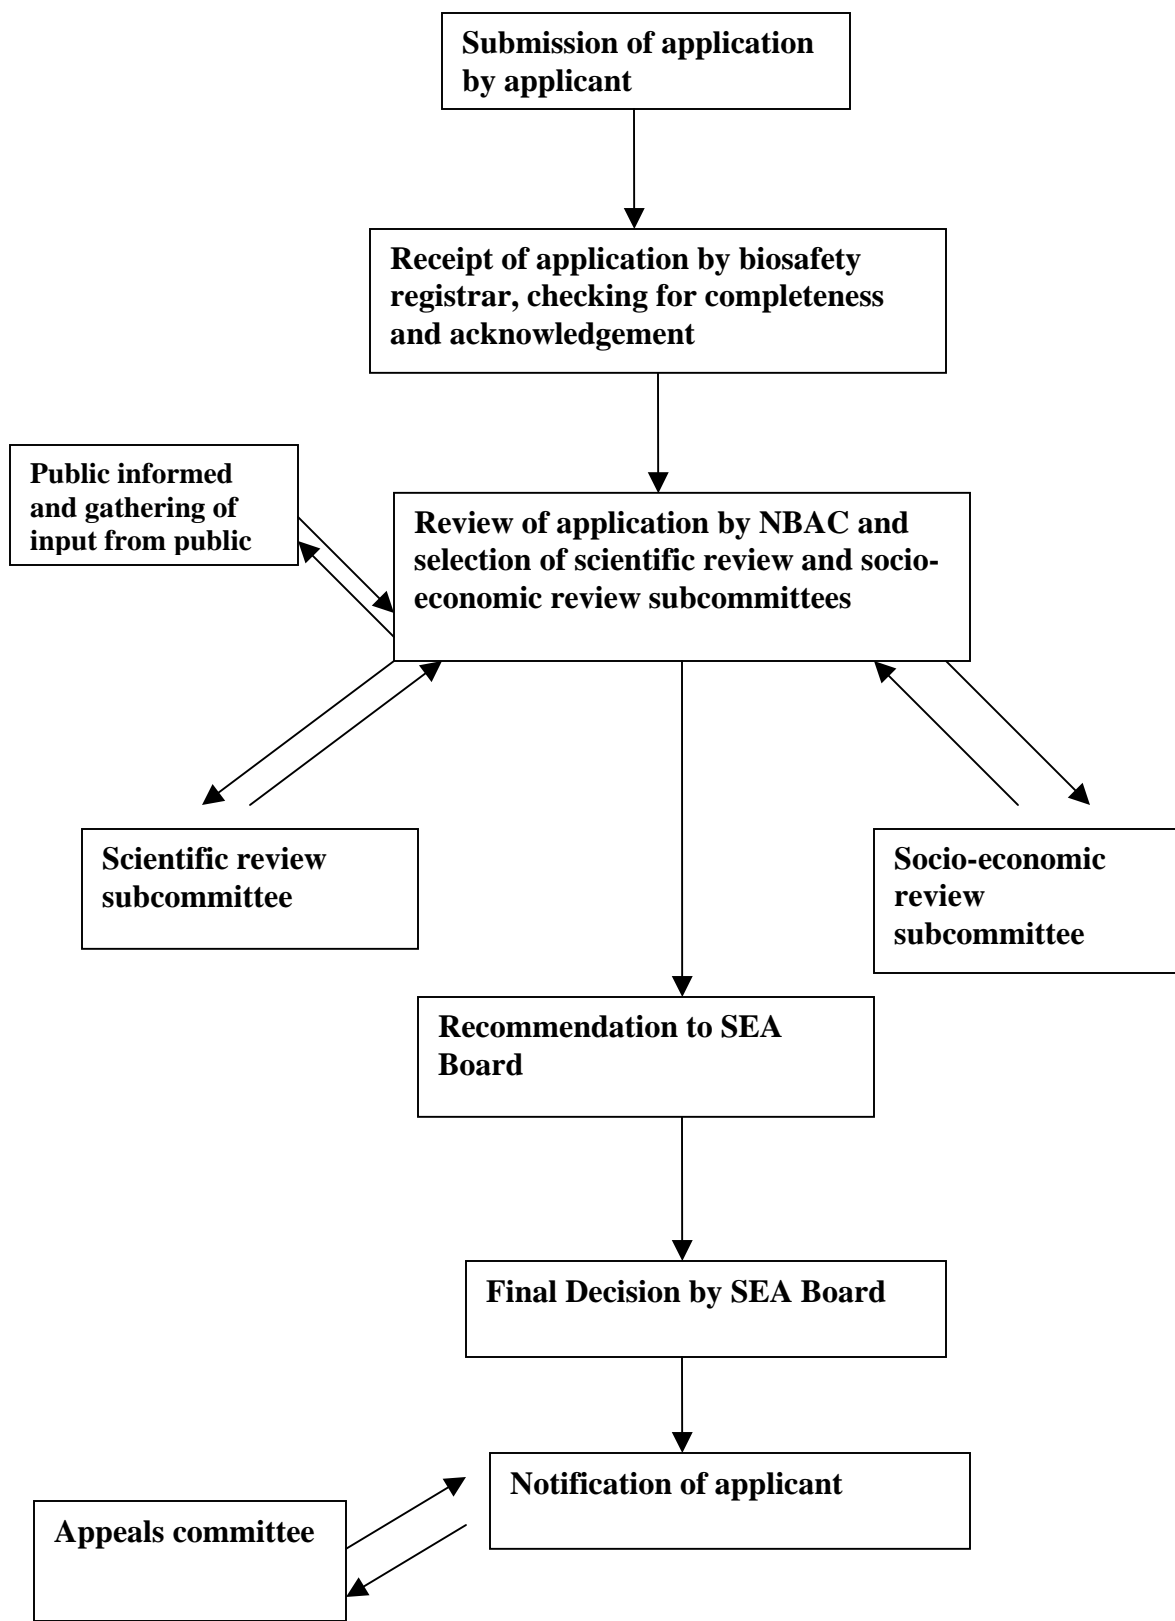 Submission of application
by applicant
Receipt of application by biosafety
registrar, checking for completeness
and acknowledgement
Public informed
and gathering of
input from public
Review of application by NBAC and
selection of scientific review and socio-
economic review subcommittees
Scientific review
subcommittee
Socio-economic
review
subcommittee
Recommendation to SEA
Board
Final Decision by SEA Board
Notification of applicant
Appeals committee